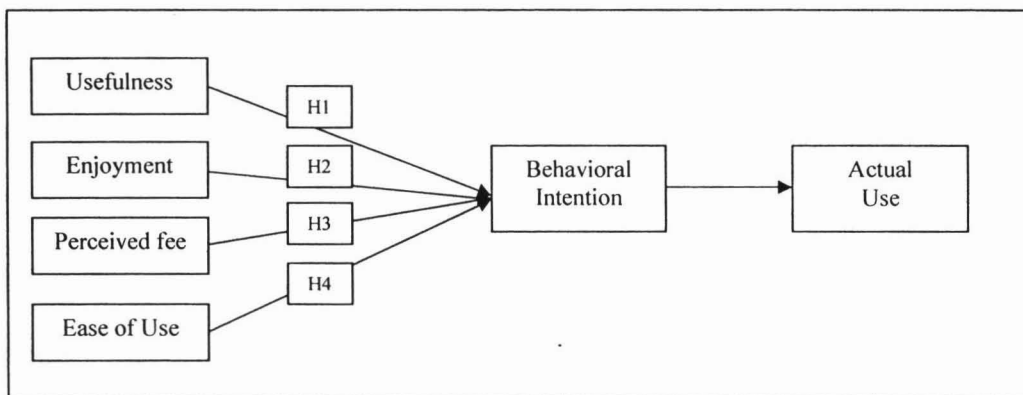 Usefulness
H1
Enjoyment
H2
Perceived fee
H3
Ease of Use
H4
Behavioral
Intention
Actual
Use